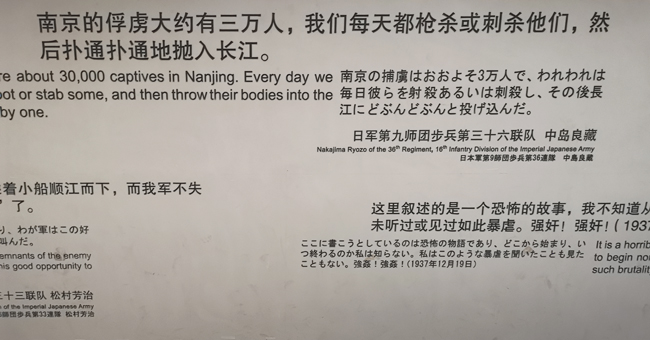 南京的俘虏大约有三万人，我们每天都枪杀或刺杀他们，然
后扑通扑通地抛入长江。
re about 30,000 captives in Nanjing. Every day we
oot or stab some, and then throw their bodies into the
by one.
南京の捕虜はおおよそ3万人で、われわれは
毎日彼らを射殺あるいは刺殺し、その後長
江にどぶんどぶんと投げ込んだ。
日军第九师团步兵第三十六联队 中岛良藏
Nakajima Ryozo of the 36th Regiment, 16th Infantry Division of the Imperial Japanese Army
日本軍第9師団歩兵第36連隊 中島良藏
着小船顺江而下，而我军不失
”了。
り、わが軍はこの好
叫んだ。
emnants of the enemy
his good opportunity to
三十三联队 松村芳治
o of the Imperial Japanese Army
師団歩兵第33連隊 松村芳治
这里叙述的是一个恐怖的故事，我不知道从
未听过或见过如此暴虐。强奸！强奸！（1937
ここに書こうとしているのは恐怖の物語であり、どこから始まり、い
つ終わるのか私は知らない。私はこのような暴虐を聞いたことも見た
こともない。強姦！強姦！(1937年12月19日)
It is a horrib
to begin no
such brutalit